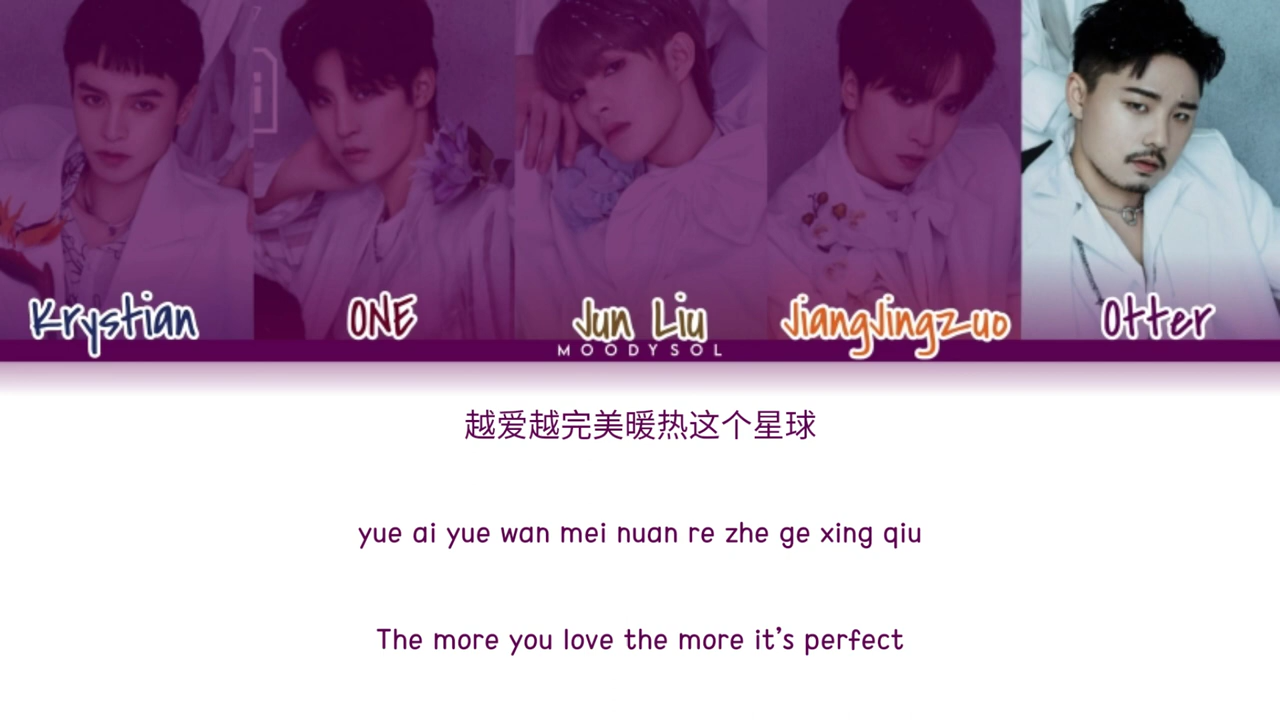 i
Krystian
ONE
Jun Liu
JiangJingzuo
Otter
MOODYSOL
越爱越完美暖热这个星球
yue ai yue wan mei nuan re zhe ge xing qiu
The more you love the more it's perfect